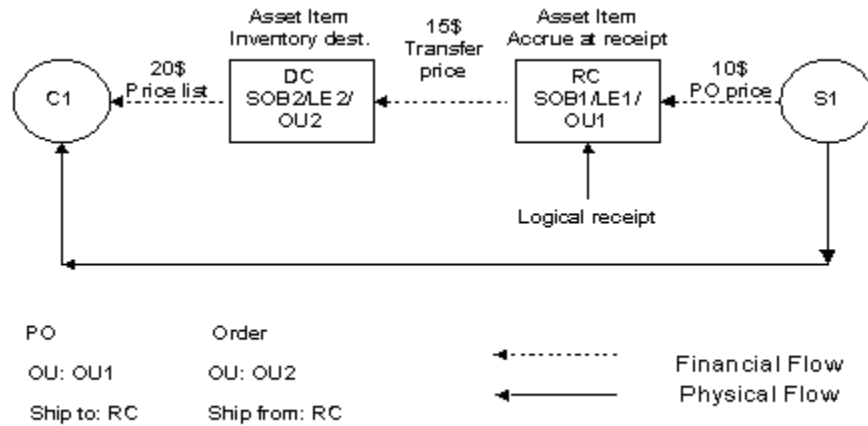 Asset Item
Inventory dest.
15$
Transfer
price
Asset Item
Accrue at receipt
C1
20$
Price list
DC
SOB2/LE2/
OU2
RC
SOB1/LE1/
OU1
10$
PO price
S1
Logical receipt
PO
Order
OU: OU1
OU: OU2
Ship to: RC
Ship from: RC
Financial Flow
Physical Flow